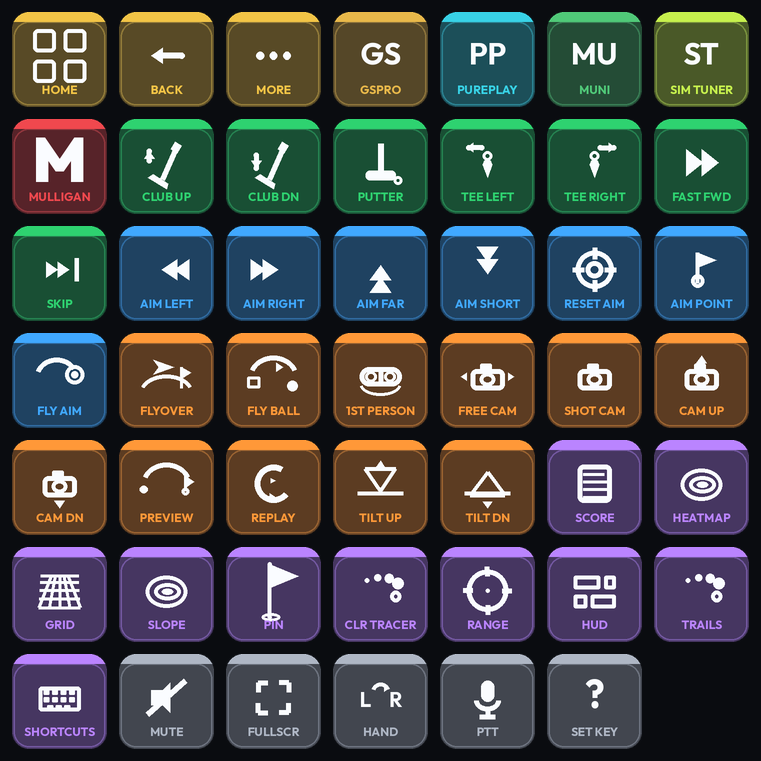 HOME
BACK
MORE
GS
GSPRO
PP
PUREPLAY
MU
MUNI
ST
SIM TUNER
M
MULLIGAN
CLUB UP
CLUB DN
PUTTER
TEE LEFT
TEE RIGHT
FAST FWD
SKIP
AIM LEFT
AIM RIGHT
AIM FAR
AIM SHORT
RESET AIM
AIM POINT
FLY AIM
FLYOVER
FLY BALL
1ST PERSON
FREE CAM
SHOT CAM
CAM UP
CAM DN
PREVIEW
REPLAY
TILT UP
TILT DN
SCORE
HEATMAP
GRID
SLOPE
PIN
CLR TRACER
RANGE
HUD
TRAILS
SHORTCUTS
MUTE
FULLSCR
L R
HAND
PTT
?
SET KEY